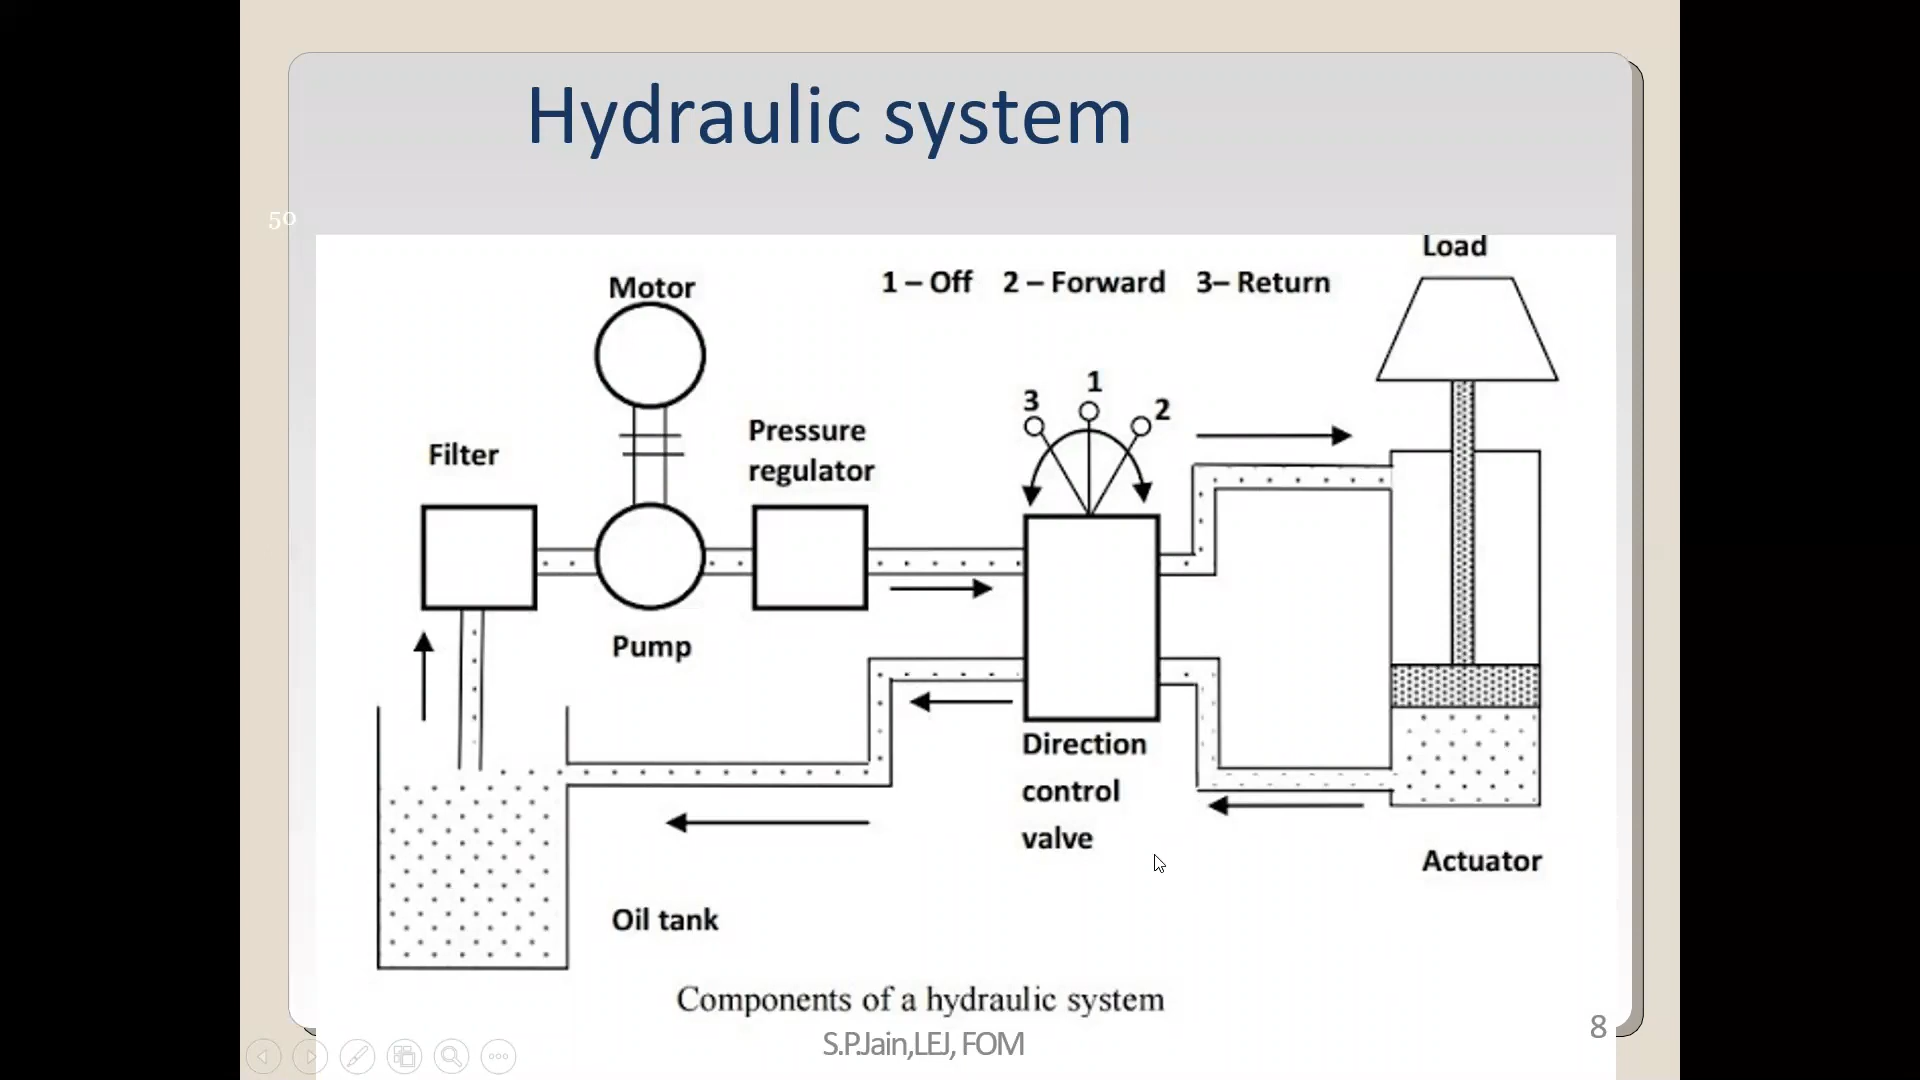 Hydraulic system
50
Load
Motor
1 – Off 2 – Forward 3– Return
1
3
2
Pressure
regulator
Filter
Pump
Direction
control
valve
Actuator
Oil tank
Components of a hydraulic system
8
S.P.Jain,LEJ, FOM